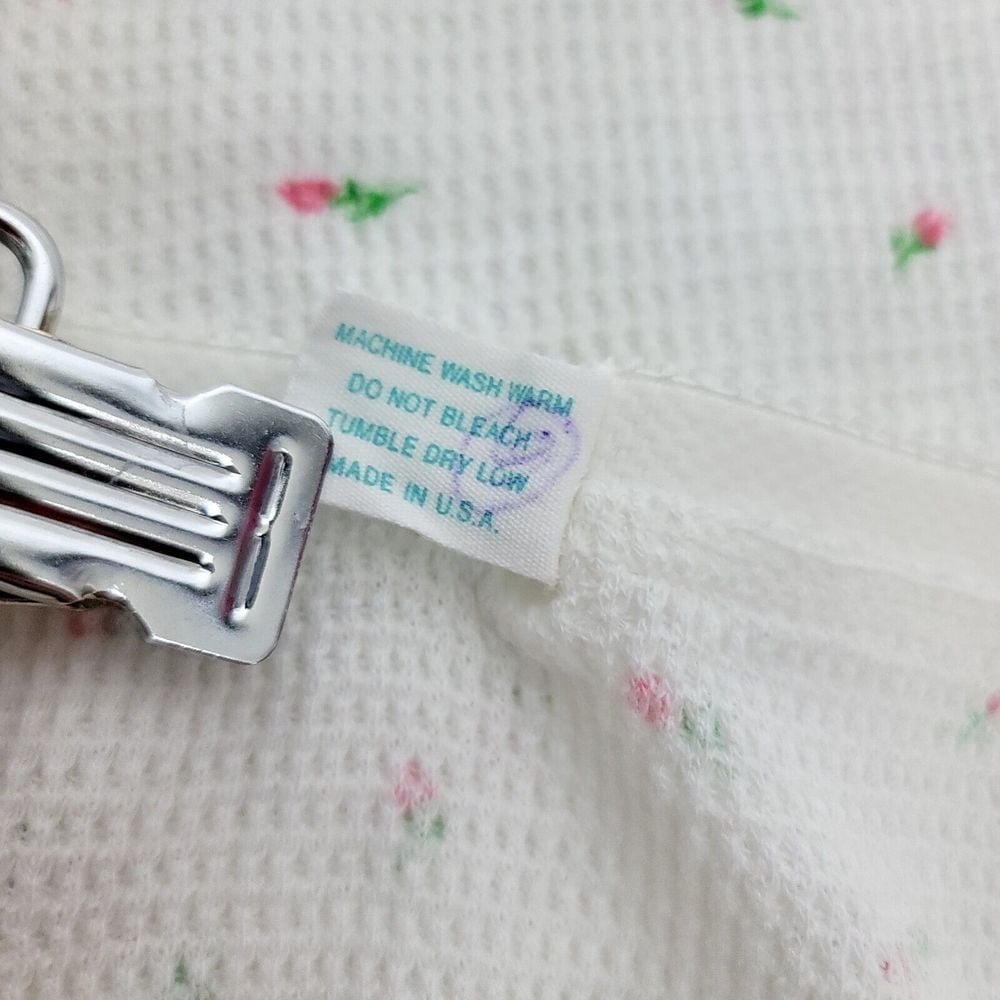 MACHINE WASH WARM
DO NOT BLEACH
TUMBLE DRY LOW
MADE IN U.S.A.